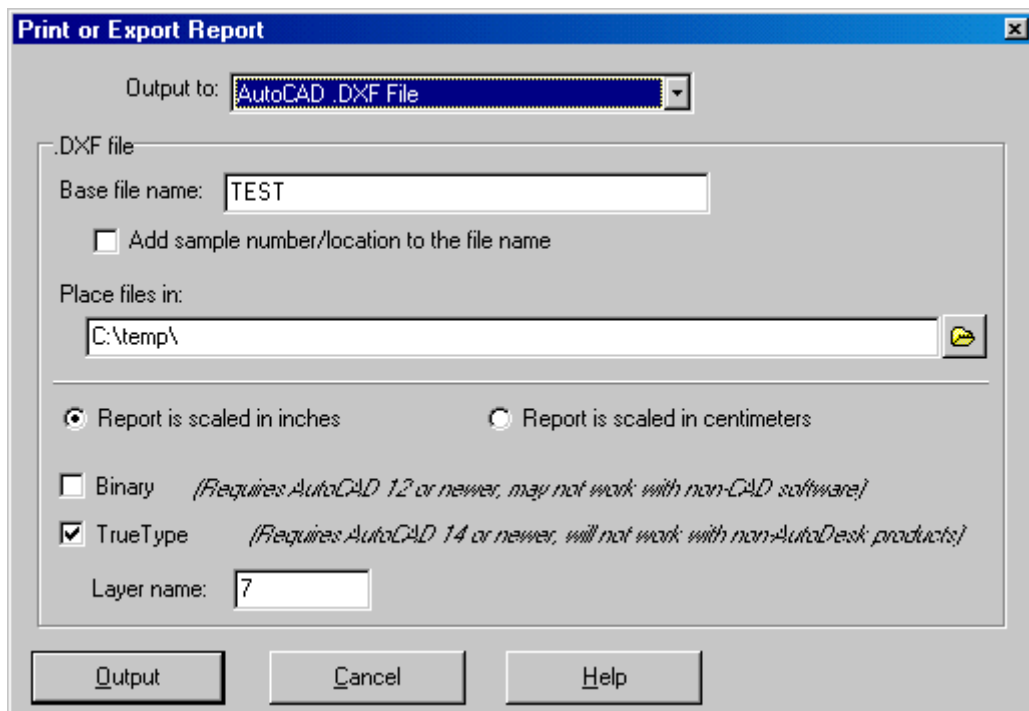 Print or Export Report
Output to: AutoCAD .DXF File
.DXF file
Base file name: TEST
Add sample number/location to the file name
Place files in:
C:\temp\
Report is scaled in inches Report is scaled in centimeters
Binary (Requires AutoCAD 12 or newer, may not work with non-CAD software)
TrueType (Requires AutoCAD 14 or newer, will not work with non-AutoDesk products)
Layer name: 7
Output Cancel Help